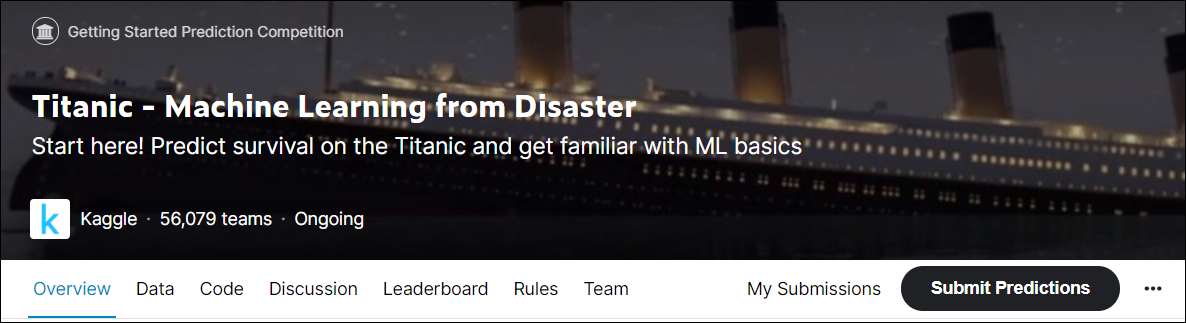 Getting Started Prediction Competition
Titanic - Machine Learning from Disaster
Start here! Predict survival on the Titanic and get familiar with ML basics
k Kaggle · 56,079 teams · Ongoing
Overview Data Code Discussion Leaderboard Rules Team My Submissions Submit Predictions ···